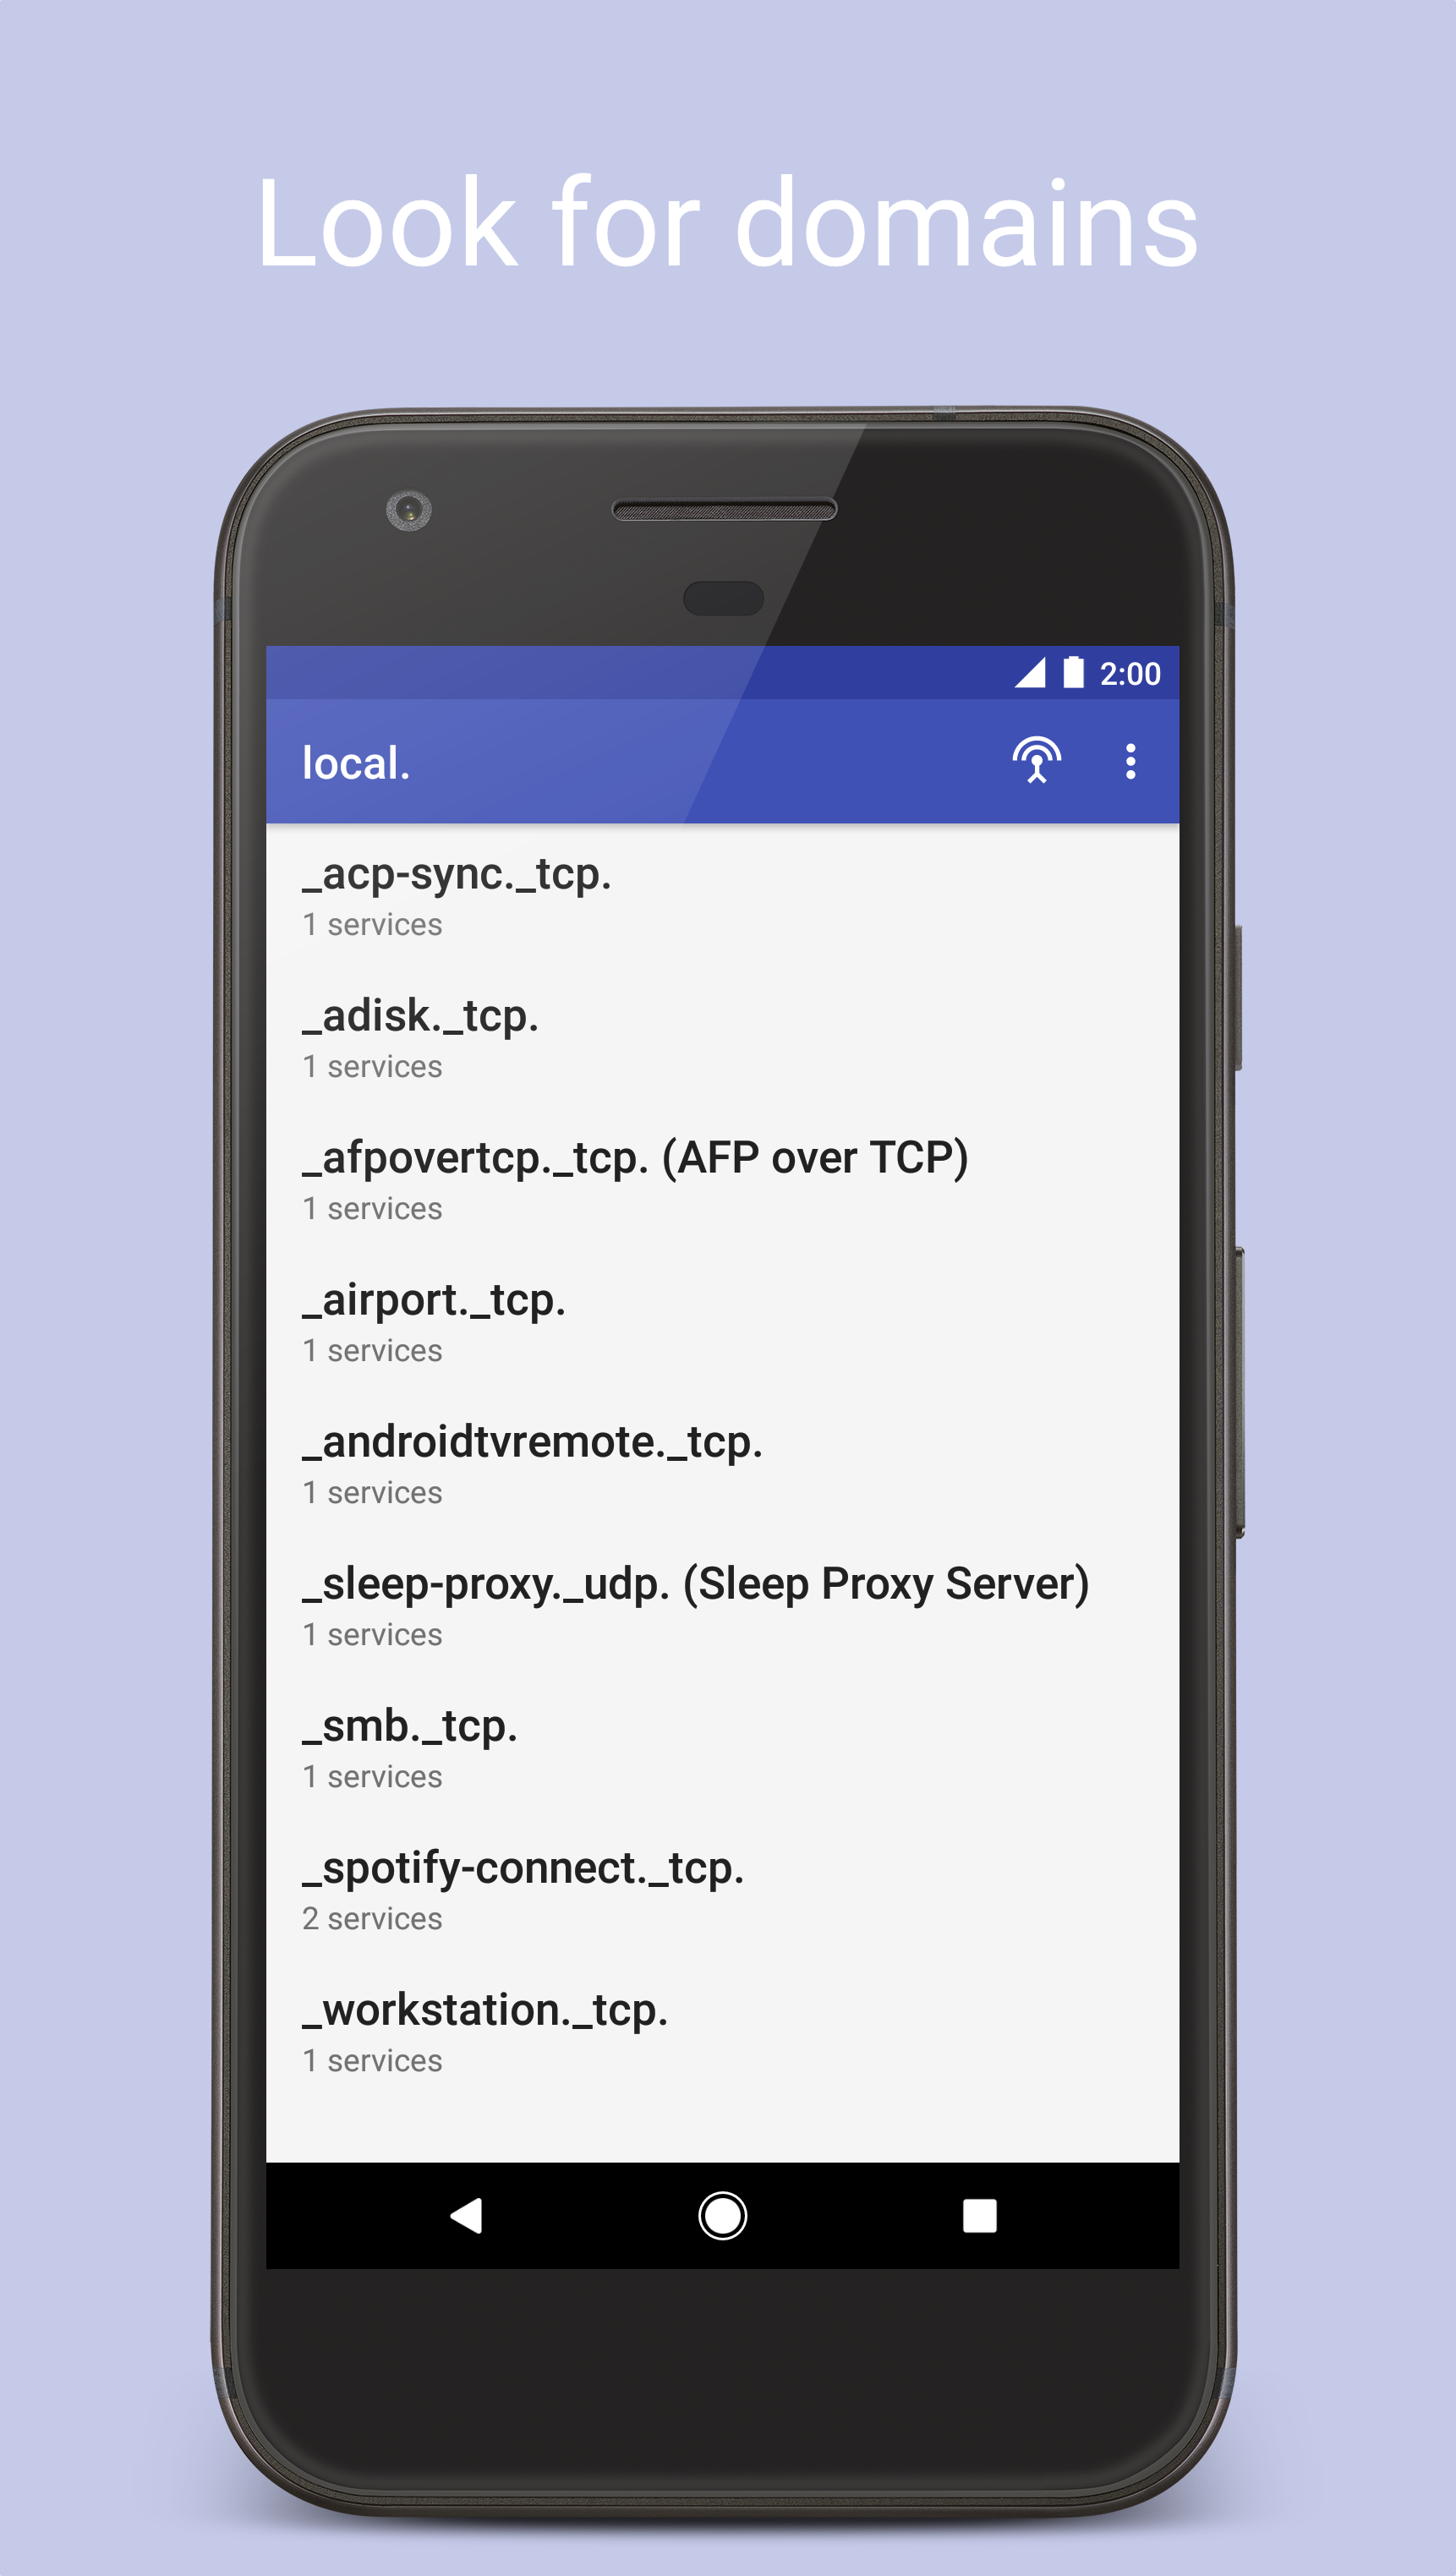 Look for domains
2:00
local.
_acp-sync._tcp.
1 services
_adisk._tcp.
1 services
_afpovertcp._tcp. (AFP over TCP)
1 services
_airport._tcp.
1 services
_androidtvremote._tcp.
1 services
_sleep-proxy._udp. (Sleep Proxy Server)
1 services
_smb._tcp.
1 services
_spotify-connect._tcp.
2 services
_workstation._tcp.
1 services